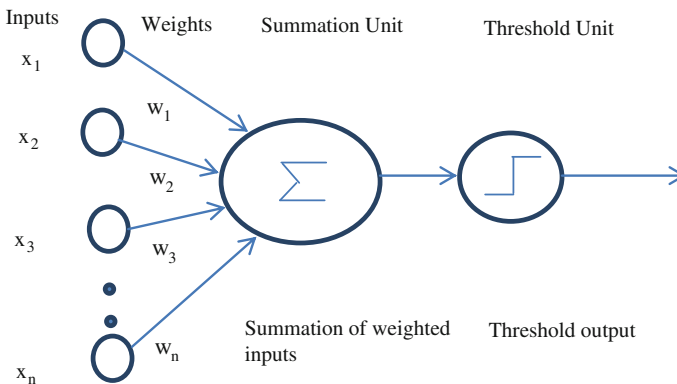 Inputs Weights Summation Unit Threshold Unit
x1
w1
x2
w2
Σ
x3
w3
Summation of weighted inputs
Threshold output
wn
xn